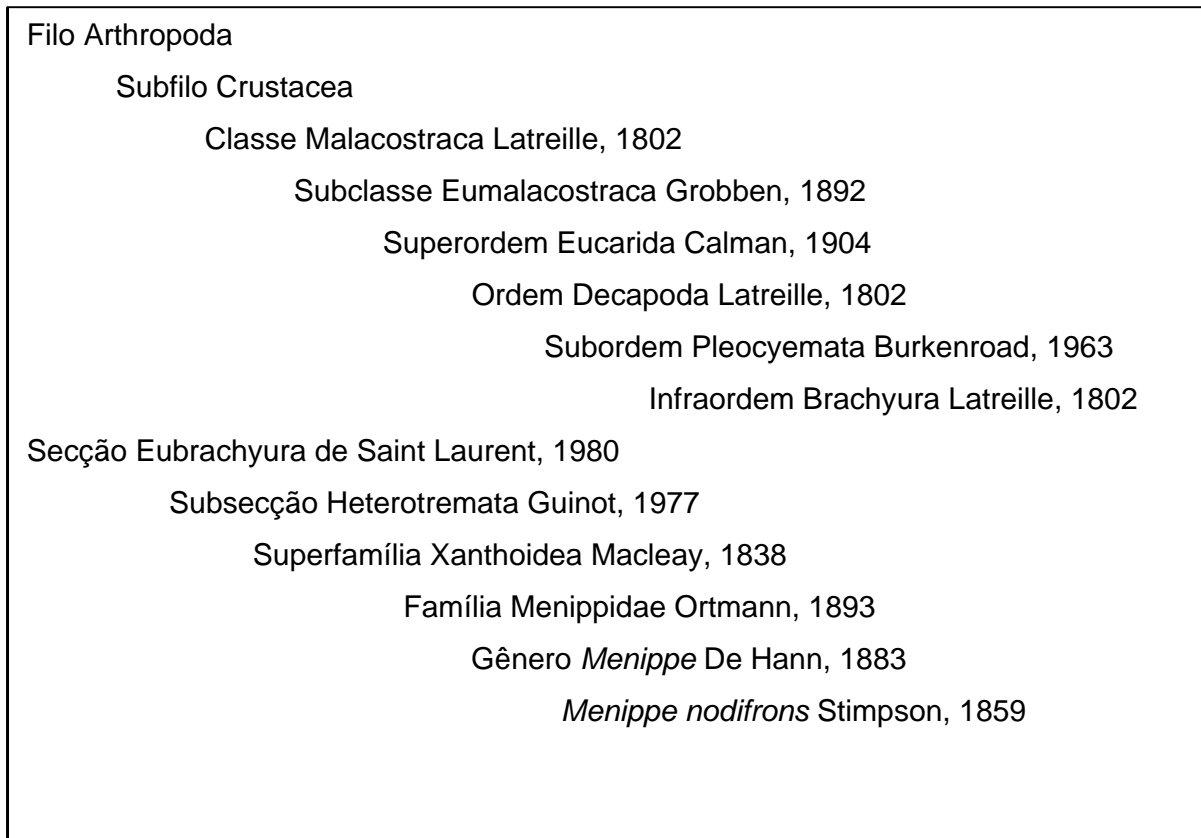 Filo Arthropoda
Subfilo Crustacea
Classe Malacostraca Latreille, 1802
Subclasse Eumalacostraca Grobben, 1892
Superordem Eucarida Calman, 1904
Ordem Decapoda Latreille, 1802
Subordem Pleocyemata Burkenroad, 1963
Infraordem Brachyura Latreille, 1802
Secção Eubrachyura de Saint Laurent, 1980
Subsecção Heterotremata Guinot, 1977
Superfamília Xanthoidea Macleay, 1838
Família Menippidae Ortmann, 1893
Gênero Menippe De Hann, 1883
Menippe nodifrons Stimpson, 1859